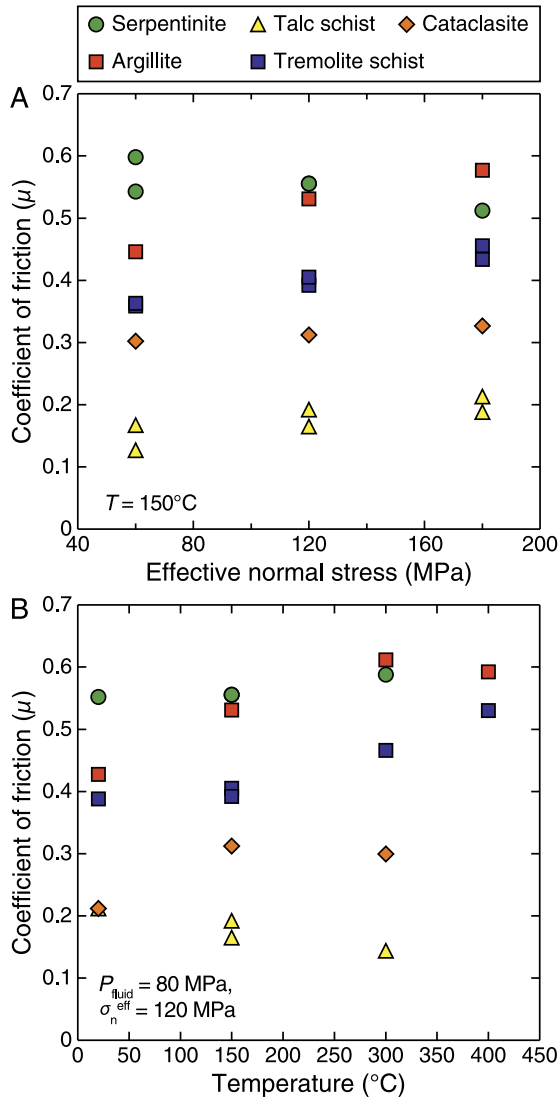 Serpentinite Talc schist Cataclasite
Argillite Tremolite schist
A
0.7
0.6
0.5
0.4
0.3
0.2
0.1
0
Coefficient of friction (μ)
T = 150°C
40 80 120 160 200
Effective normal stress (MPa)
B
0.7
0.6
0.5
0.4
0.3
0.2
0.1
0
Coefficient of friction (μ)
P_fluid = 80 MPa,
σ_n^eff = 120 MPa
0 50 100 150 200 250 300 350 400 450
Temperature (°C)